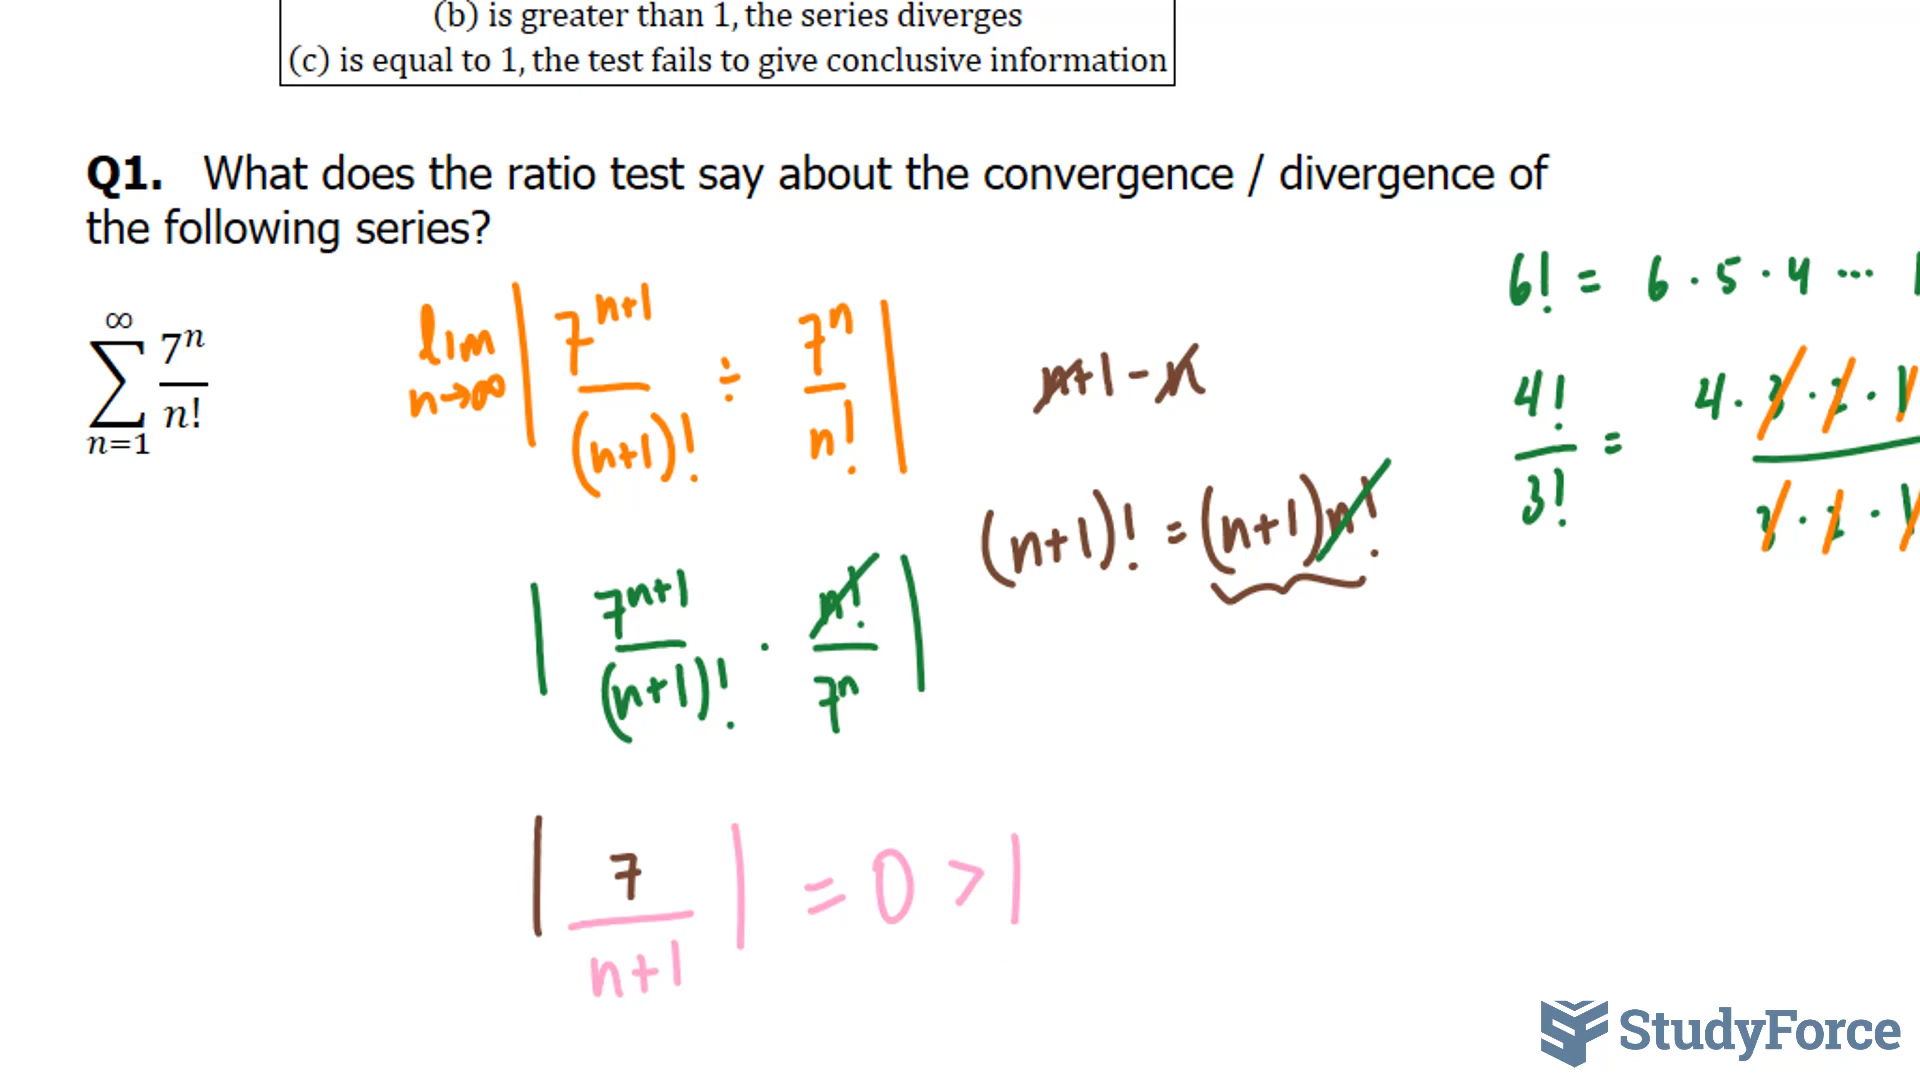 (b) is greater than 1, the series diverges
(c) is equal to 1, the test fails to give conclusive information
Q1. What does the ratio test say about the convergence / divergence of
the following series?
∞ ∑ n=1 7ⁿ/n!
lim n→∞ | 7ⁿ⁺¹/(n+1)! ÷ 7ⁿ/n! |
n+1 - n
(n+1)! = (n+1)n!
| 7ⁿ⁺¹/(n+1)! · n!/7ⁿ |
| 7/(n+1) | = 0 > 1
6! = 6 · 5 · 4 ...
4!/3! = 4 · 3 · 2 · 1 / 3 · 2 · 1
StudyForce